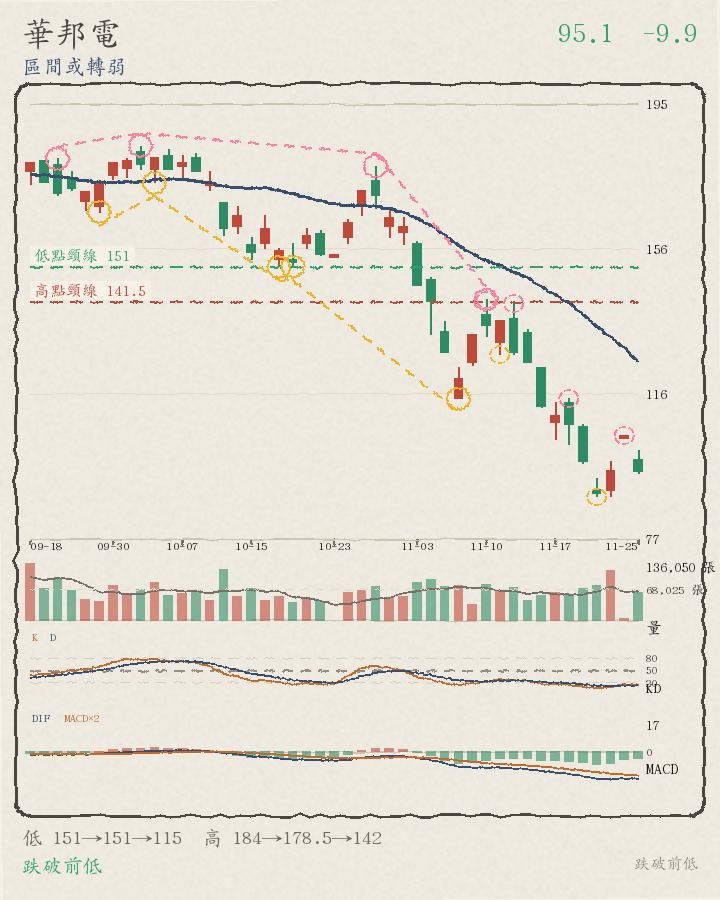 華邦電
95.1 -9.9
區間或轉弱
195
156
低點頸線 151
高點頸線 141.5
116
77
09-18 09-30 10-07 10-15 10-23 11-03 11-10 11-17 11-25
136,050 張
68,025 張
量
K D
80
50
20
KD
DIF MACD×2
17
0
MACD
低 151→151→115 高 184→178.5→142
跌破前低
跌破前低